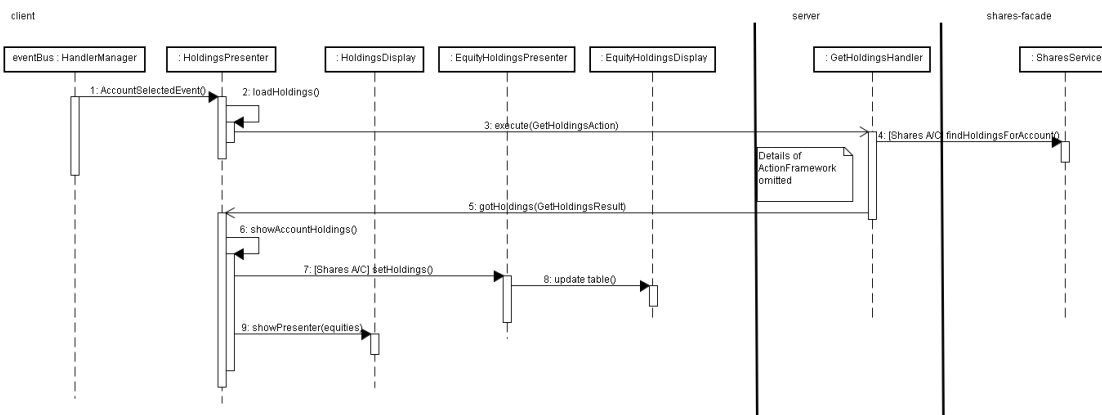 client
server
shares-facade
eventBus : HandlerManager
: HoldingsPresenter
: HoldingsDisplay
: EquityHoldingsPresenter
: EquityHoldingsDisplay
: GetHoldingsHandler
: SharesService
1: AccountSelectedEvent()
2: loadHoldings()
3: execute(GetHoldingsAction)
4: [Shares A/C] findHoldingsForAccount()
Details of
ActionFramework
omitted
5: gotHoldings(GetHoldingsResult)
6: showAccountHoldings()
7: [Shares A/C] setHoldings()
8: update table()
9: showPresenter(equities)